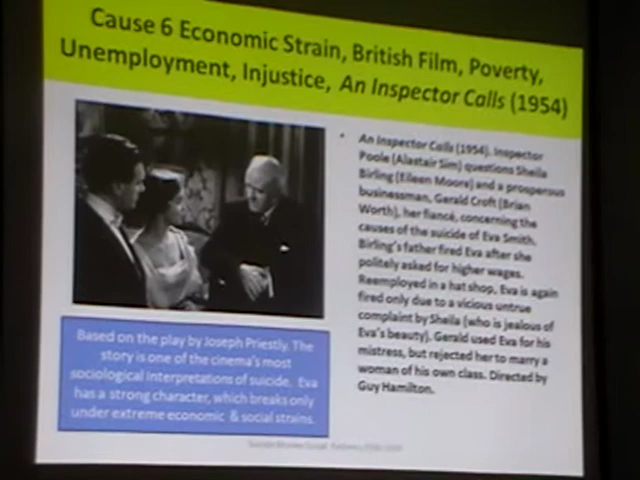 Cause 6 Economic Strain, British Film, Poverty,
Unemployment, Injustice, An Inspector Calls (1954)
• An Inspector Calls (1954). Inspector
Poole (Alastair Sim) questions Sheila
Birling (Eileen Moore) and a prosperous
businessman, Gerald Croft (Brian
Worth), her fiancé, concerning the
causes of the suicide of Eva Smith.
Birling's father fired Eva after she
politely asked for higher wages.
Reemployed in a hat shop, Eva is again
fired only due to a vicious untrue
complaint by Sheila (who is jealous of
Eva's beauty). Gerald used Eva for his
mistress, but rejected her to marry a
woman of his own class. Directed by
Guy Hamilton.
Based on the play by Joseph Priestly. The
story is one of the cinema's most
sociological interpretations of suicide. Eva
has a strong character, which breaks only
under extreme economic & social strains.